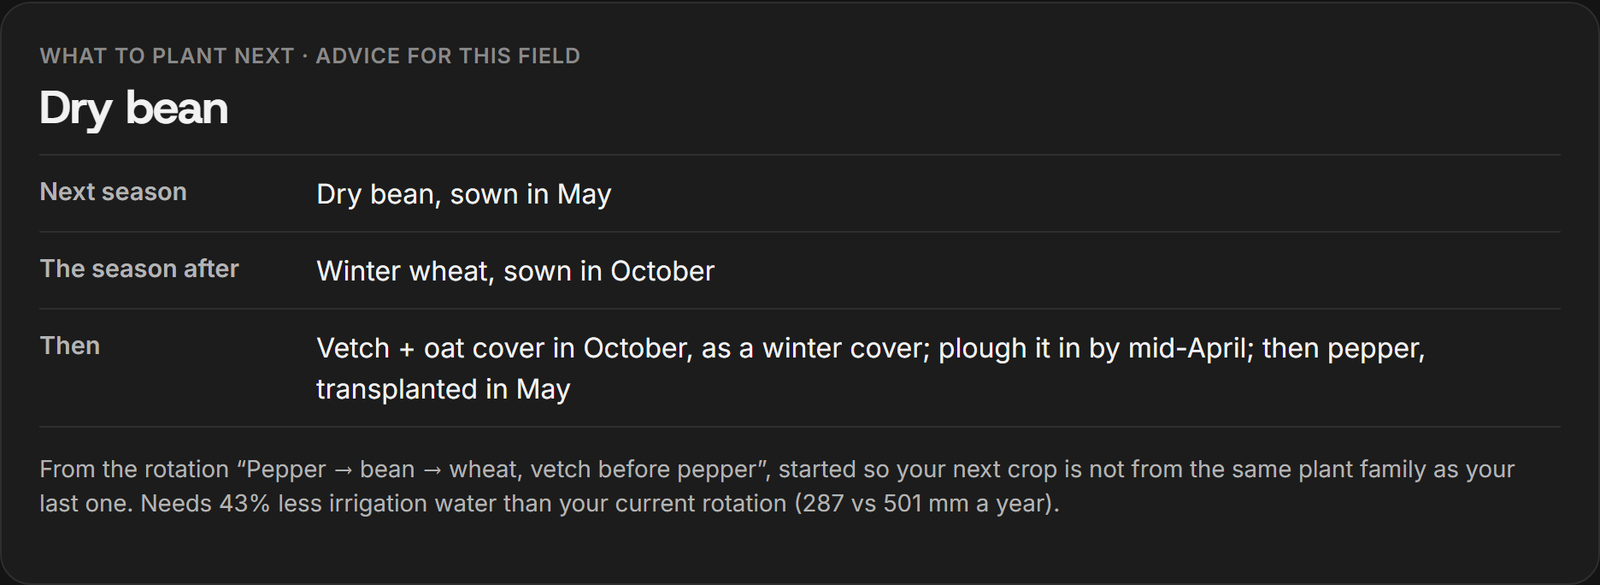 WHAT TO PLANT NEXT · ADVICE FOR THIS FIELD
Dry bean
Next season
Dry bean, sown in May
The season after
Winter wheat, sown in October
Then
Vetch + oat cover in October, as a winter cover; plough it in by mid-April; then pepper,
transplanted in May
From the rotation “Pepper → bean → wheat, vetch before pepper”, started so your next crop is not from the same plant family as your
last one. Needs 43% less irrigation water than your current rotation (287 vs 501 mm a year).